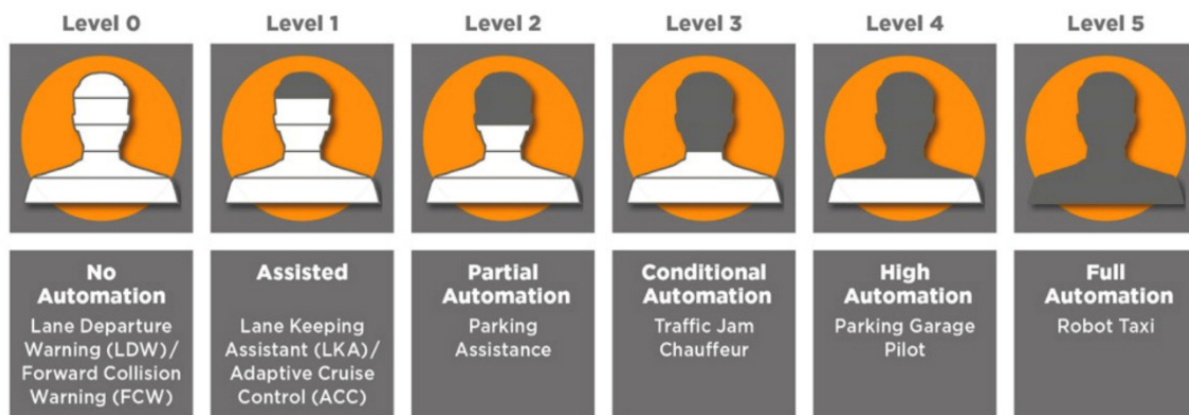 Level 0
Level 1
Level 2
Level 3
Level 4
Level 5
No
Automation
Lane Departure
Warning (LDW)/
Forward Collision
Warning (FCW)
Assisted
Lane Keeping
Assistant (LKA)/
Adaptive Cruise
Control (ACC)
Partial
Automation
Parking
Assistance
Conditional
Automation
Traffic Jam
Chauffeur
High
Automation
Parking Garage
Pilot
Full
Automation
Robot Taxi